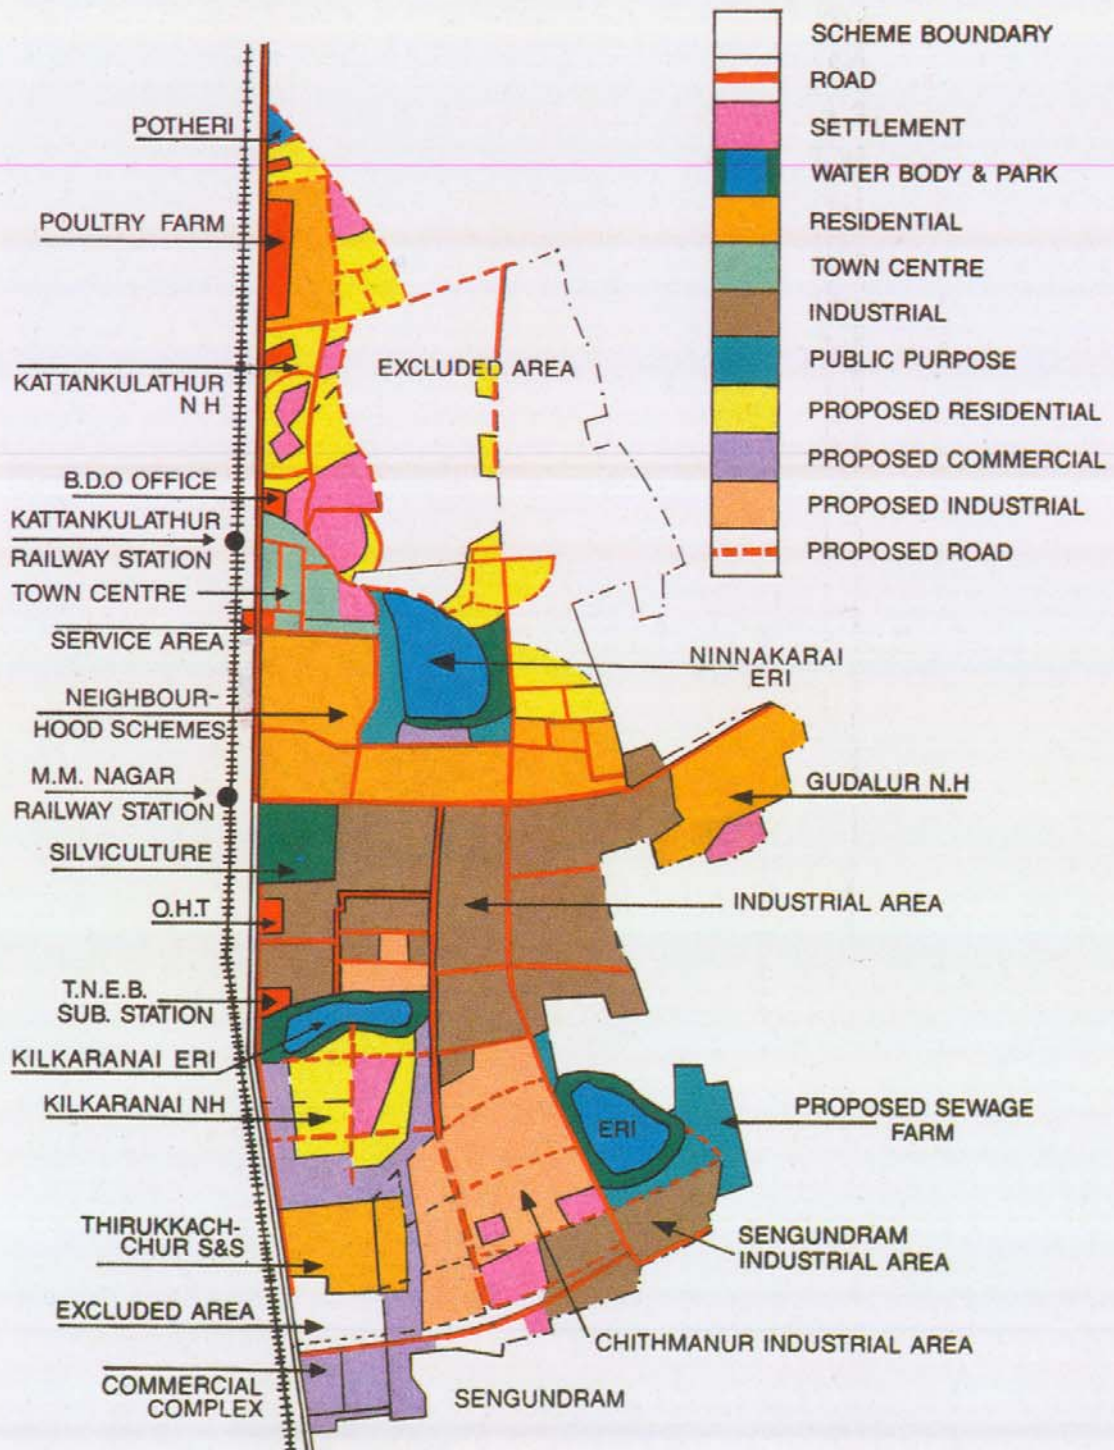 SCHEME BOUNDARY
ROAD
SETTLEMENT
WATER BODY & PARK
RESIDENTIAL
TOWN CENTRE
INDUSTRIAL
PUBLIC PURPOSE
PROPOSED RESIDENTIAL
PROPOSED COMMERCIAL
PROPOSED INDUSTRIAL
PROPOSED ROAD
POTHERI
POULTRY FARM
EXCLUDED AREA
KATTANKULATHUR
N H
B.D.O OFFICE
KATTANKULATHUR
RAILWAY STATION
TOWN CENTRE
SERVICE AREA
NINNAKARAI
ERI
NEIGHBOUR-
HOOD SCHEMES
M.M. NAGAR
RAILWAY STATION
GUDALUR N.H
SILVICULTURE
O.H.T
INDUSTRIAL AREA
T.N.E.B.
SUB. STATION
KILKARANAI ERI
KILKARANAI NH
ERI
PROPOSED SEWAGE
FARM
THIRUKKACH-
CHUR S&S
SENGUNDRAM
INDUSTRIAL AREA
EXCLUDED AREA
CHITHMANUR INDUSTRIAL AREA
COMMERCIAL
COMPLEX
SENGUNDRAM